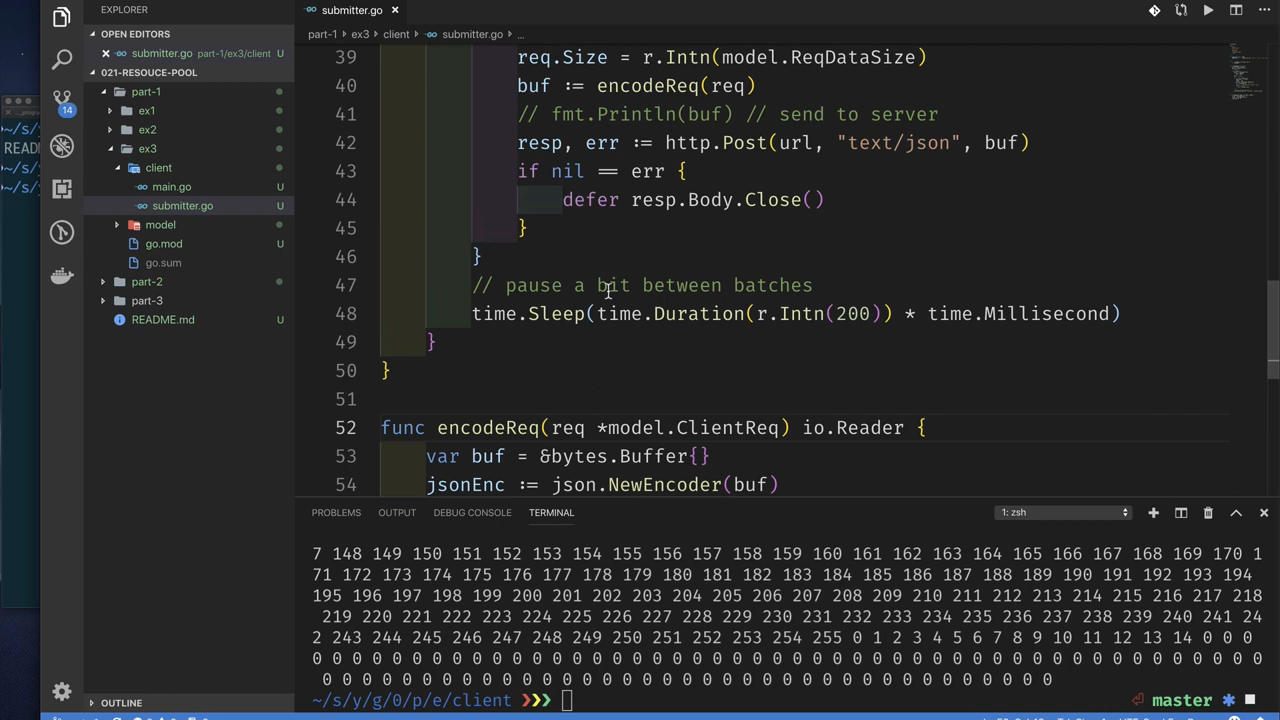 EXPLORER
OPEN EDITORS
submitter.go part-1/ex3/client U
021-RESOUCE-POOL
part-1
ex1
ex2
ex3
client
main.go U
submitter.go U
model
go.mod U
go.sum
part-2
part-3
README.md U
OUTLINE
14
~/s/
READ
~/s/
~/s/
submitter.go
part-1 > ex3 > client > submitter.go > ...
39 req.Size = r.Intn(model.ReqDataSize)
40 buf := encodeReq(req)
41 // fmt.Println(buf) // send to server
42 resp, err := http.Post(url, "text/json", buf)
43 if nil == err {
44 defer resp.Body.Close()
45 }
46 }
47 // pause a bit between batches
48 time.Sleep(time.Duration(r.Intn(200)) * time.Millisecond)
49 }
50 }
51
52 func encodeReq(req *model.ClientReq) io.Reader {
53 var buf = &bytes.Buffer{}
54 jsonEnc := json.NewEncoder(buf)
PROBLEMS OUTPUT DEBUG CONSOLE TERMINAL 1: zsh
7 148 149 150 151 152 153 154 155 156 157 158 159 160 161 162 163 164 165 166 167 168 169 170 1
71 172 173 174 175 176 177 178 179 180 181 182 183 184 185 186 187 188 189 190 191 192 193 194
195 196 197 198 199 200 201 202 203 204 205 206 207 208 209 210 211 212 213 214 215 216 217 218
219 220 221 222 223 224 225 226 227 228 229 230 231 232 233 234 235 236 237 238 239 240 241 24
2 243 244 245 246 247 248 249 250 251 252 253 254 255 0 1 2 3 4 5 6 7 8 9 10 11 12 13 14 0 0 0
0 0 0 0 0 0 0 0 0 0 0 0 0 0 0 0 0 0 0 0 0 0 0 0 0 0 0 0 0 0 0 0 0 0 0 0 0 0 0 0 0 0 0 0 0 0 0
0 0 0 0 0 0 0 0 0 0 0 0 0 0 0 0 0 0 0 0 0 0 0 0 0 0 0 0 0 0 0 0 0 0 0 0 0
~/s/y/g/0/p/e/client ❯❯❯ master *